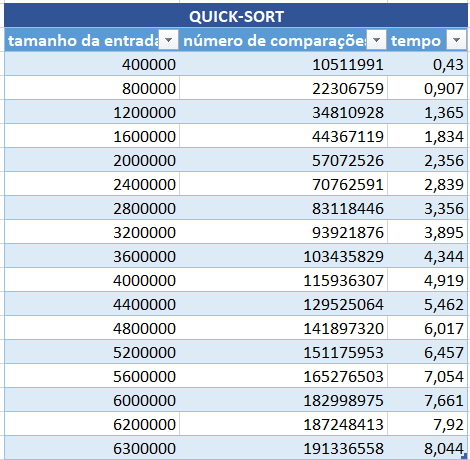 QUICK-SORT
tamanho da entrada número de comparações tempo
400000 10511991 0,43
800000 22306759 0,907
1200000 34810928 1,365
1600000 44367119 1,834
2000000 57072526 2,356
2400000 70762591 2,839
2800000 83118446 3,356
3200000 93921876 3,895
3600000 103435829 4,344
4000000 115936307 4,919
4400000 129525064 5,462
4800000 141897320 6,017
5200000 151175953 6,457
5600000 165276503 7,054
6000000 182998975 7,661
6200000 187248413 7,92
6300000 191336558 8,044